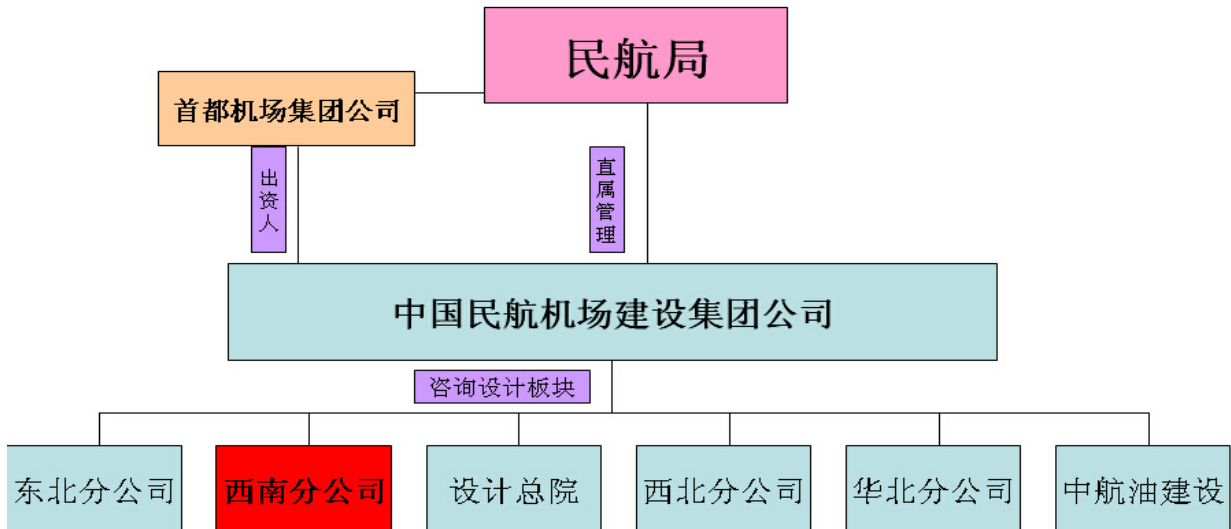 民航局
首都机场集团公司
出资人
直属管理
中国民航机场建设集团公司
咨询设计板块
东北分公司
西南分公司
设计总院
西北分公司
华北分公司
中航油建设